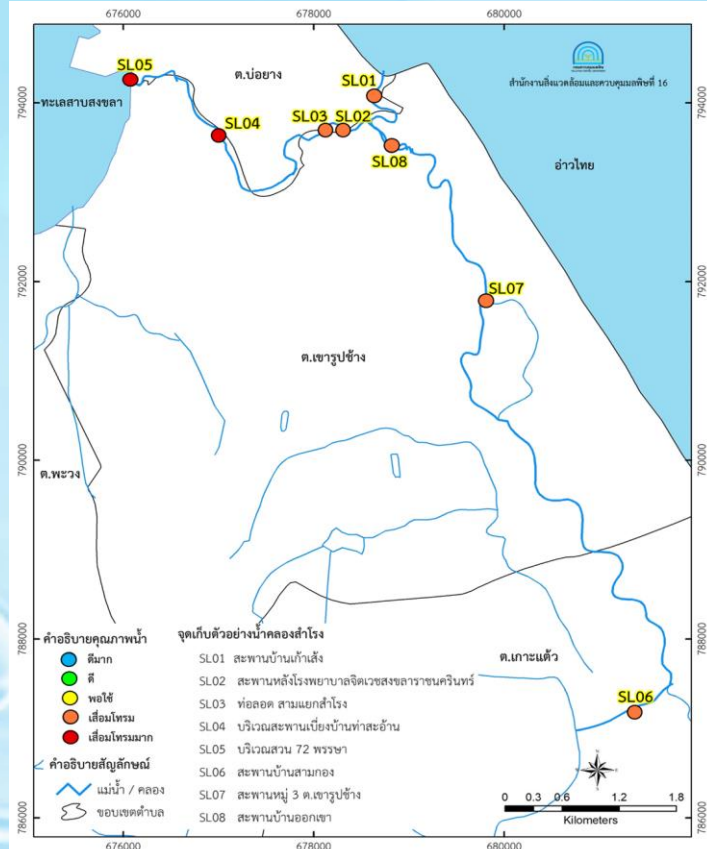 676000 678000 680000
SL05
ต.บ่อยาง
SL01
สำนักงานสิ่งแวดล้อมและควบคุมมลพิษที่ 16
794000 794000
ทะเลสาบสงขลา
SL04
SL03 SL02
SL08
อ่าวไทย
792000 792000
SL07
ต.เขารูปช้าง
790000 790000
ต.พะวง
788000 788000
คำอธิบายคุณภาพน้ำ
ดีมาก
ดี
พอใช้
เสื่อมโทรม
เสื่อมโทรมมาก
คำอธิบายสัญลักษณ์
แม่น้ำ / คลอง
ขอบเขตตำบล
จุดเก็บตัวอย่างน้ำคลองสำโรง
SL01 สะพานบ้านเก้าเส้ง
SL02 สะพานหลังโรงพยาบาลจิตเวชสงขลาราชนครินทร์
SL03 ท่อลอด สามแยกสำโรง
SL04 บริเวณสะพานเบี่ยงบ้านท่าสะอ้าน
SL05 บริเวณสวน 72 พรรษา
SL06 สะพานบ้านสามกอง
SL07 สะพานหมู่ 3 ต.เขารูปช้าง
SL08 สะพานบ้านออกเขา
ต.เกาะแต้ว
SL06
0 0.3 0.6 1.2 1.8
Kilometers
786000 786000
676000 678000 680000